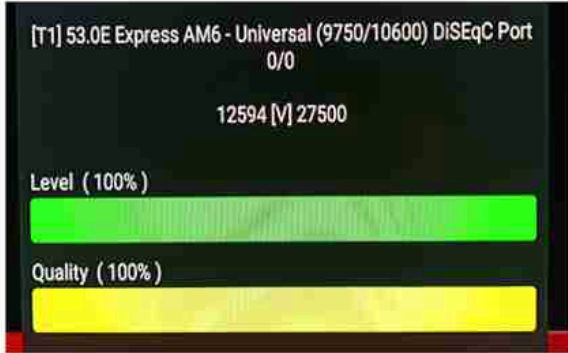 [T1] 53.0E Express AM6 - Universal (9750/10600) DiSEqC Port
0/0
12594 [V] 27500
Level ( 100% )
Quality ( 100% )